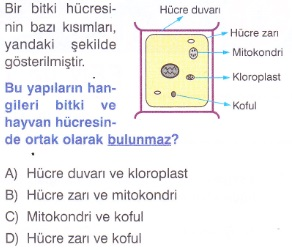 Bir bitki hücresi-
nin bazı kısımları,
yandaki şekilde
gösterilmiştir.
Bu yapıların han-
gileri bitki ve
hayvan hücresin-
de ortak olarak bulunmaz?
Hücre duvarı
Hücre zarı
Mitokondri
Kloroplast
Koful
A) Hücre duvarı ve kloroplast
B) Hücre zarı ve mitokondri
C) Mitokondri ve koful
D) Hücre zarı ve koful